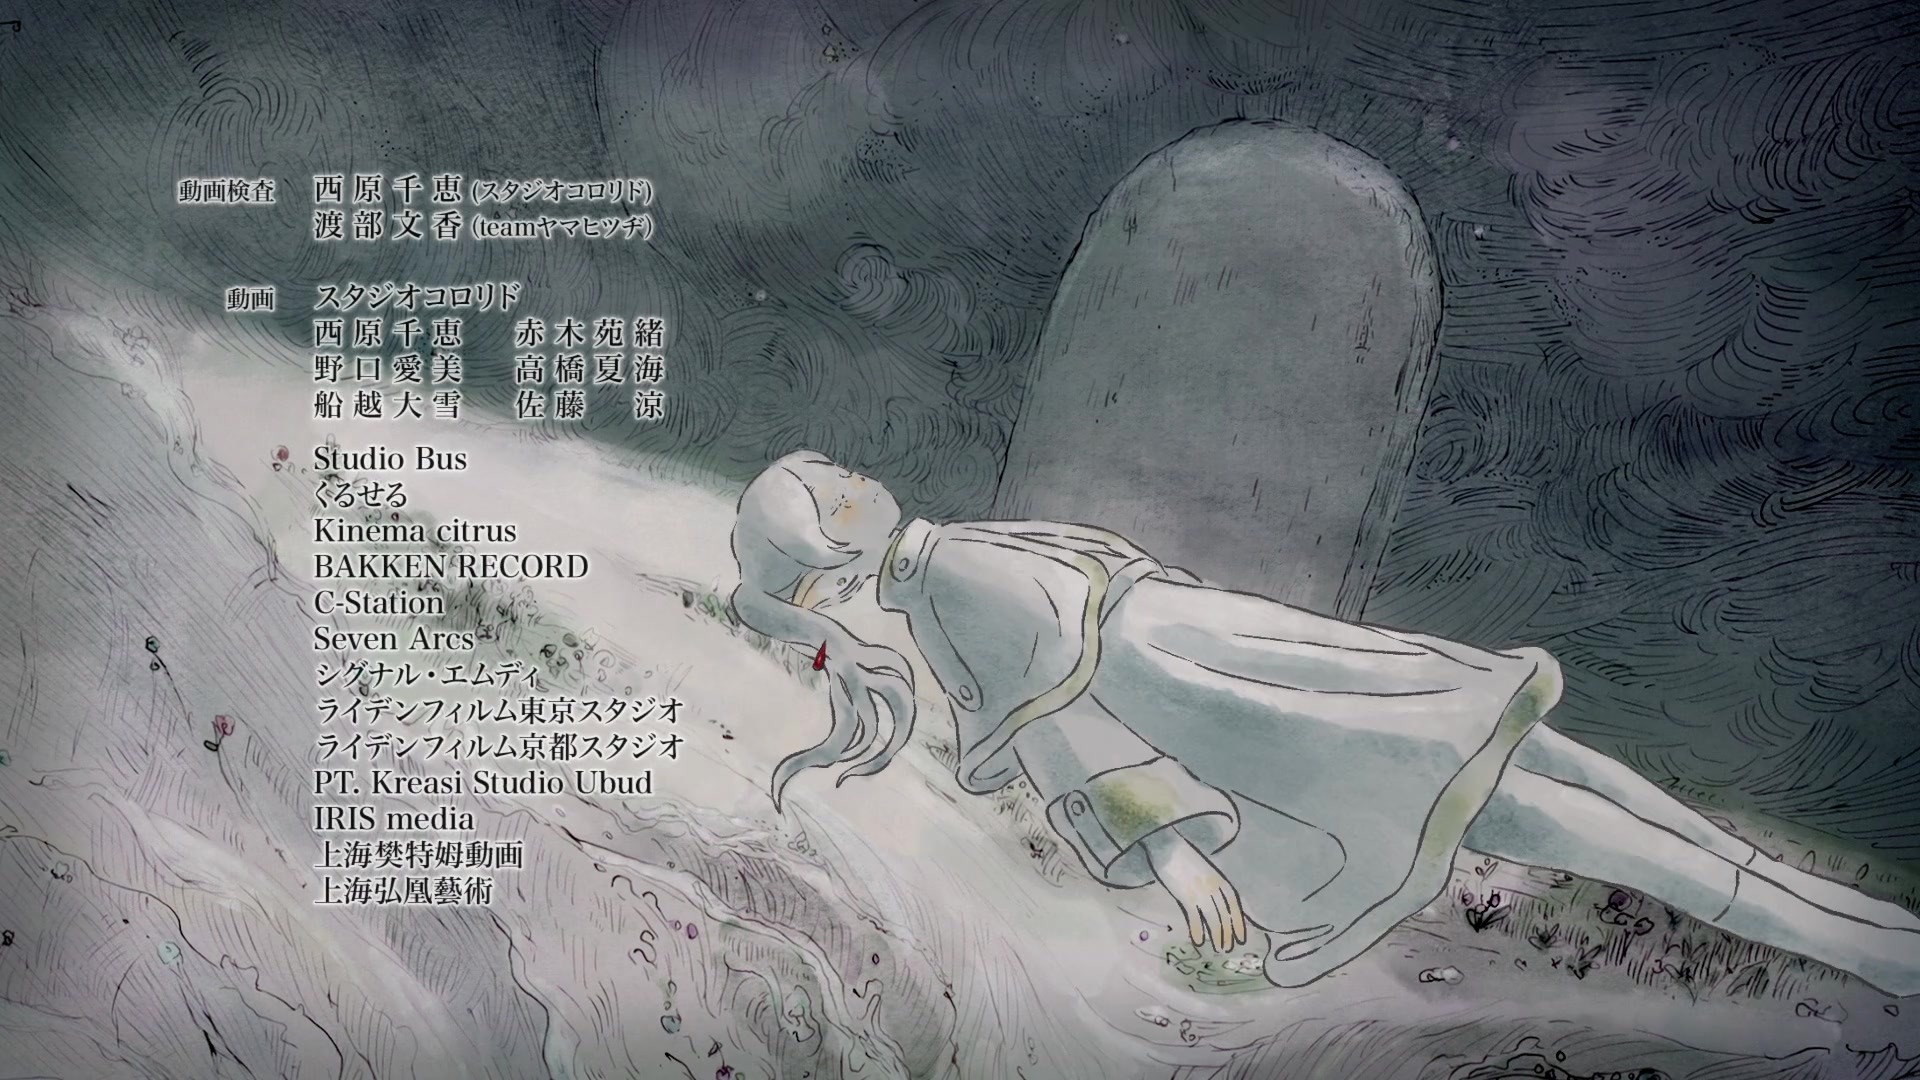 動画検査 西原千恵 (スタジオコロリド)
渡部文香 (teamヤマヒツヂ)
動画 スタジオコロリド
西原千恵 赤木苑緒
野口愛美 高橋夏海
船越大雪 佐藤 涼
Studio Bus
くるせる
Kinema citrus
BAKKEN RECORD
C-Station
Seven Arcs
シグナル・エムディ
ライデンフィルム東京スタジオ
ライデンフィルム京都スタジオ
PT. Kreasi Studio Ubud
IRIS media
上海樊特姆動画
上海弘凰藝術